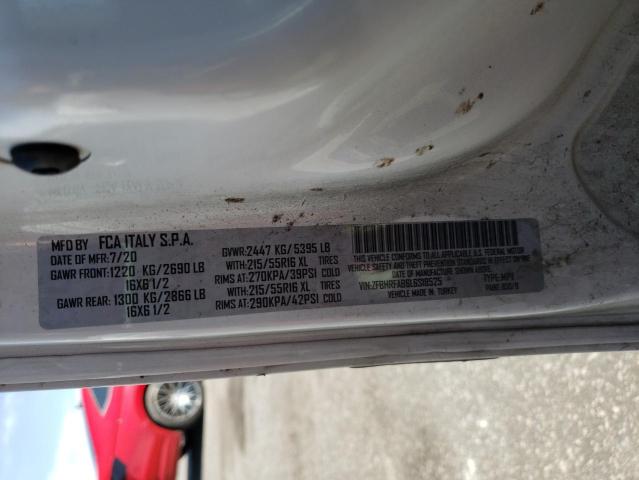 MFD BY FCA ITALY S.P.A.
DATE OF MFR:7/20 GVWR:2447 KG/5395 LB
GAWR FRONT:1220 KG/2690 LB WITH:215/55R16 XL TIRES
16X6 1/2 RIMS AT:270KPA/39PSI COLD
GAWR REAR:1300 KG/2866 LB WITH:215/55R16 XL TIRES
16X6 1/2 RIMS AT:290KPA/42PSI COLD
THIS VEHICLE CONFORMS TO ALL APPLICABLE U.S. FEDERAL MOTOR
VEHICLE SAFETY, BUMPER, AND THEFT PREVENTION STANDARDS IN EFFECT ON THE
DATE OF MANUFACTURE SHOWN ABOVE.
VIN:ZFBHRFAB6L6S18525 TYPE:MPV
VEHICLE MADE IN: TURKEY